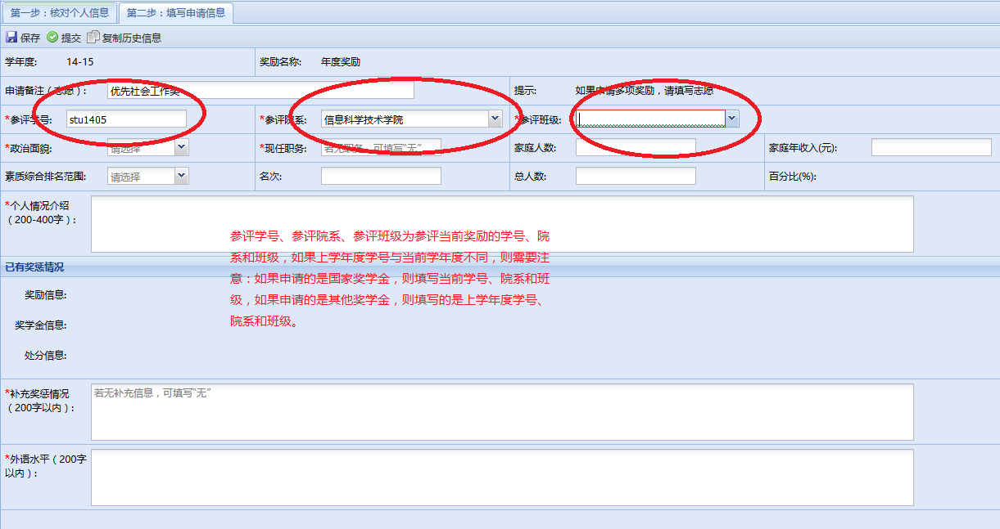 第一步：核对个人信息 第二步：填写申请信息
保存 提交 复制历史信息
学年度: 14-15 奖励名称: 年度奖励
申请备注（志愿）: 优先社会工作奖 提示: 如果申请多项奖励，请填写志愿
*参评学号: stu1405 *参评院系: 信息科学技术学院 *参评班级:
*政治面貌: 请选择 *现任职务: 若无职务，可填写“无” 家庭人数: 家庭年收入(元):
素质综合排名范围: 请选择 名次: 总人数: 百分比(%):
*个人情况介绍
（200-400字）:
参评学号、参评院系、参评班级为参评当前奖励的学号、院
系和班级，如果上学年度学号与当前学年度不同，则需要注
意：如果申请的是国家奖学金，则填写当前学号、院系和班
级，如果申请的是其他奖学金，则填写的是上学年度学号、
院系和班级。
已有奖惩情况
奖励信息:
奖学金信息:
处分信息:
*补充奖惩情况
（200字以内）:
若无补充信息，可填写“无”
*外语水平（200字
以内）: